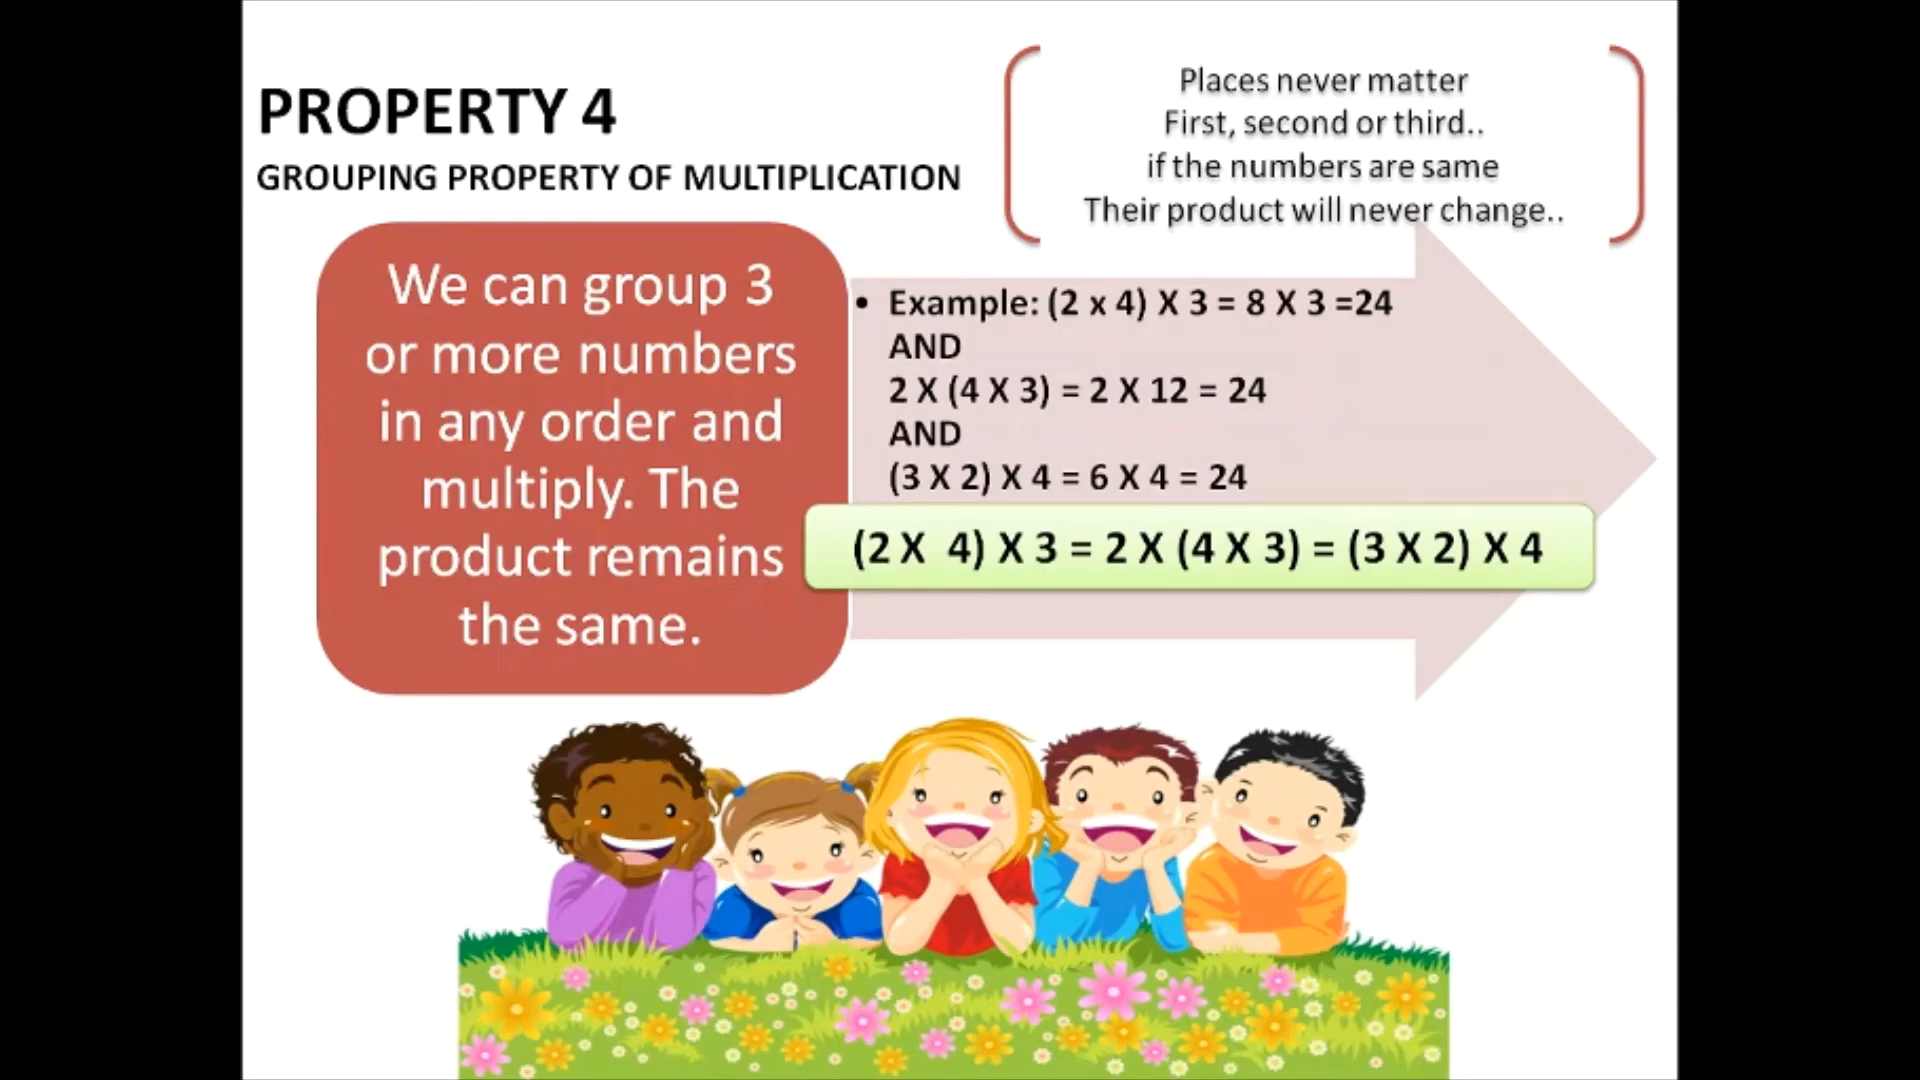 PROPERTY 4
GROUPING PROPERTY OF MULTIPLICATION
Places never matter
First, second or third..
if the numbers are same
Their product will never change..
We can group 3
or more numbers
in any order and
multiply. The
product remains
the same.
• Example: (2 x 4) X 3 = 8 X 3 =24
AND
2 X (4 X 3) = 2 X 12 = 24
AND
(3 X 2) X 4 = 6 X 4 = 24
(2 X  4) X 3 = 2 X (4 X 3) = (3 X 2) X 4